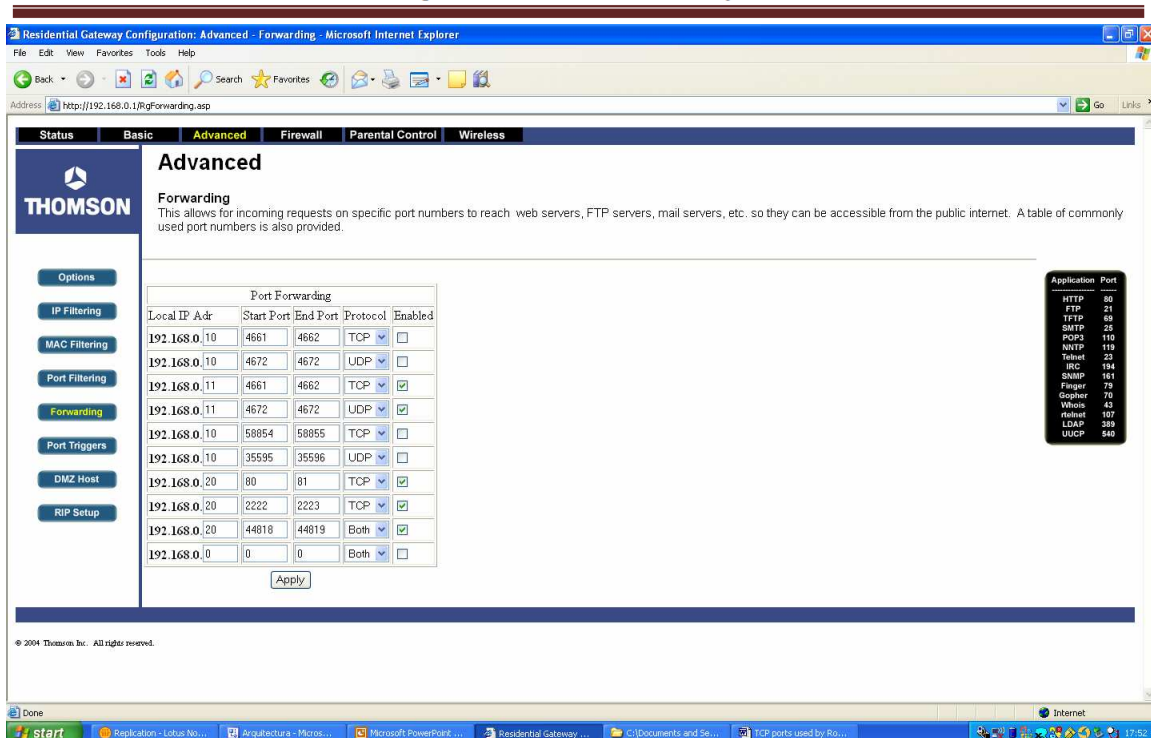 Residential Gateway Configuration: Advanced - Forwarding - Microsoft Internet Explorer
File Edit View Favorites Tools Help
Back Search Favorites
Address http://192.168.0.1/RgForwarding.asp Go Links
Status Basic Advanced Firewall Parental Control Wireless
THOMSON
Advanced
Forwarding
This allows for incoming requests on specific port numbers to reach web servers, FTP servers, mail servers, etc. so they can be accessible from the public internet. A table of commonly
used port numbers is also provided.
Options
IP Filtering
MAC Filtering
Port Filtering
Forwarding
Port Triggers
DMZ Host
RIP Setup
Port Forwarding
Local IP Adr Start Port End Port Protocol Enabled
192.168.0. 10 4661 4662 TCP
192.168.0. 10 4672 4672 UDP
192.168.0. 11 4661 4662 TCP
192.168.0. 11 4672 4672 UDP
192.168.0. 10 58854 58855 TCP
192.168.0. 10 35595 35596 UDP
192.168.0. 20 80 81 TCP
192.168.0. 20 2222 2223 TCP
192.168.0. 20 44818 44819 Both
192.168.0. 0 0 0 Both
Apply
Application Port
HTTP 80
FTP 21
TFTP 69
SMTP 25
POP3 110
NNTP 119
Telnet 23
IRC 194
SNMP 161
Finger 79
Gopher 70
Whois 43
rtelnet 107
LDAP 389
UUCP 540
© 2004 Thomson Inc. All rights reserved.
Done Internet
start Replication - Lotus No... Arquitectura - Micros... Microsoft PowerPoint ... Residential Gateway ... C:\Documents and Se... TCP ports used by Ro... 17:52